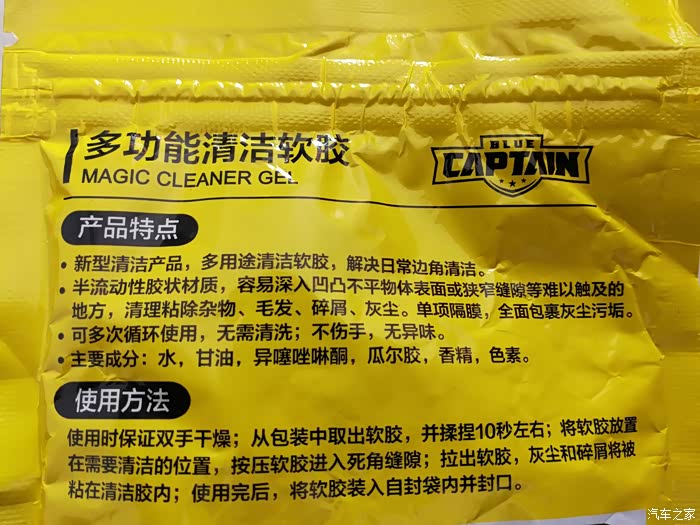 多功能清洁软胶
MAGIC CLEANER GEL
BLUE
CAPTAIN
产品特点
• 新型清洁产品，多用途清洁软胶，解决日常边角清洁。
• 半流动性胶状材质，容易深入凹凸不平物体表面或狭窄缝隙等难以触及的
地方，清理粘除杂物、毛发、碎屑、灰尘。单项隔膜，全面包裹灰尘污垢。
• 可多次循环使用，无需清洗；不伤手，无异味。
• 主要成分：水，甘油，异噻唑啉酮，瓜尔胶，香精，色素。
使用方法
使用时保证双手干燥；从包装中取出软胶，并揉捏10秒左右；将软胶放置
在需要清洁的位置，按压软胶进入死角缝隙；拉出软胶，灰尘和碎屑将被
粘在清洁胶内；使用完后，将软胶装入自封袋内并封口。
汽车之家